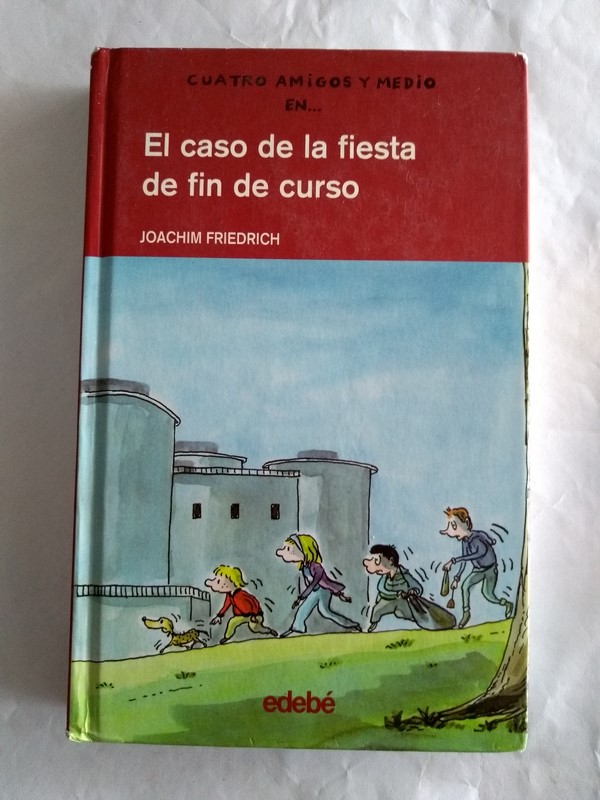 CUATRO AMiGOS Y MEDiO
EN...
El caso de la fiesta
de fin de curso
JOACHIM FRIEDRICH
edebé